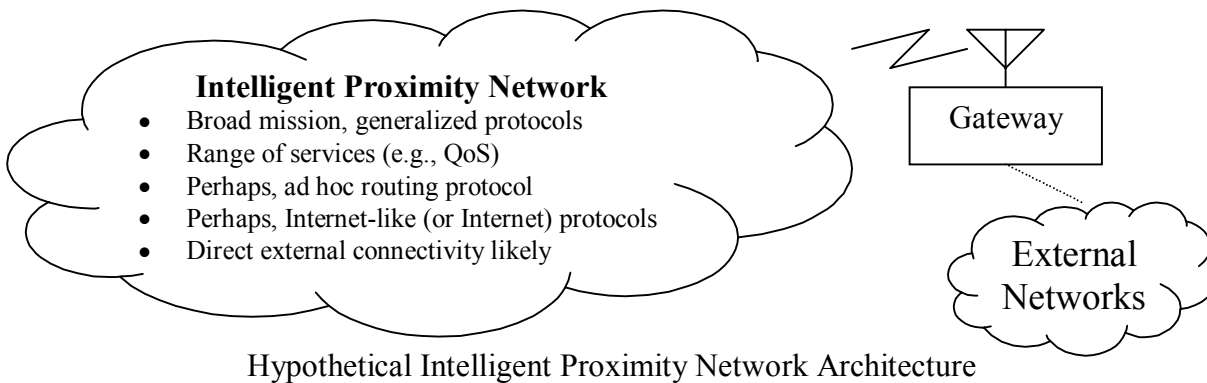 Intelligent Proximity Network
• Broad mission, generalized protocols
• Range of services (e.g., QoS)
• Perhaps, ad hoc routing protocol
• Perhaps, Internet-like (or Internet) protocols
• Direct external connectivity likely
Gateway
External
Networks
Hypothetical Intelligent Proximity Network Architecture